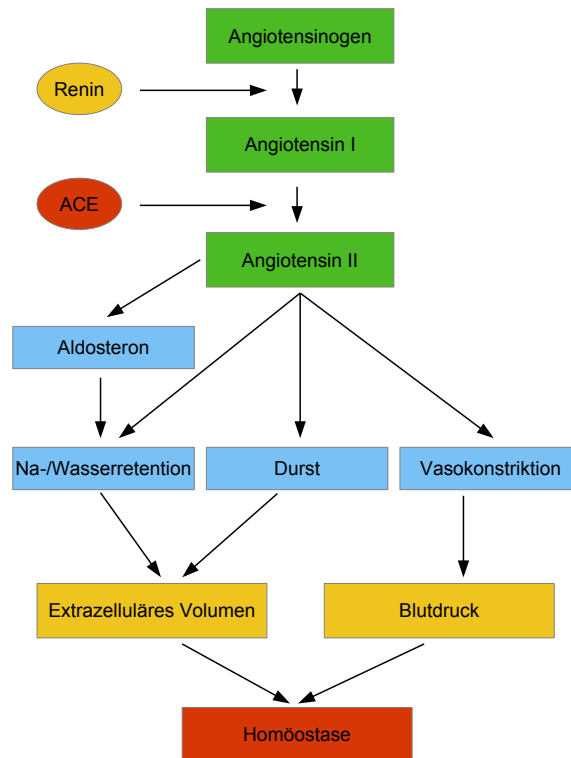 Angiotensinogen
Renin
Angiotensin I
ACE
Angiotensin II
Aldosteron
Na-/Wasserretention
Durst
Vasokonstriktion
Extrazelluläres Volumen
Blutdruck
Homöostase